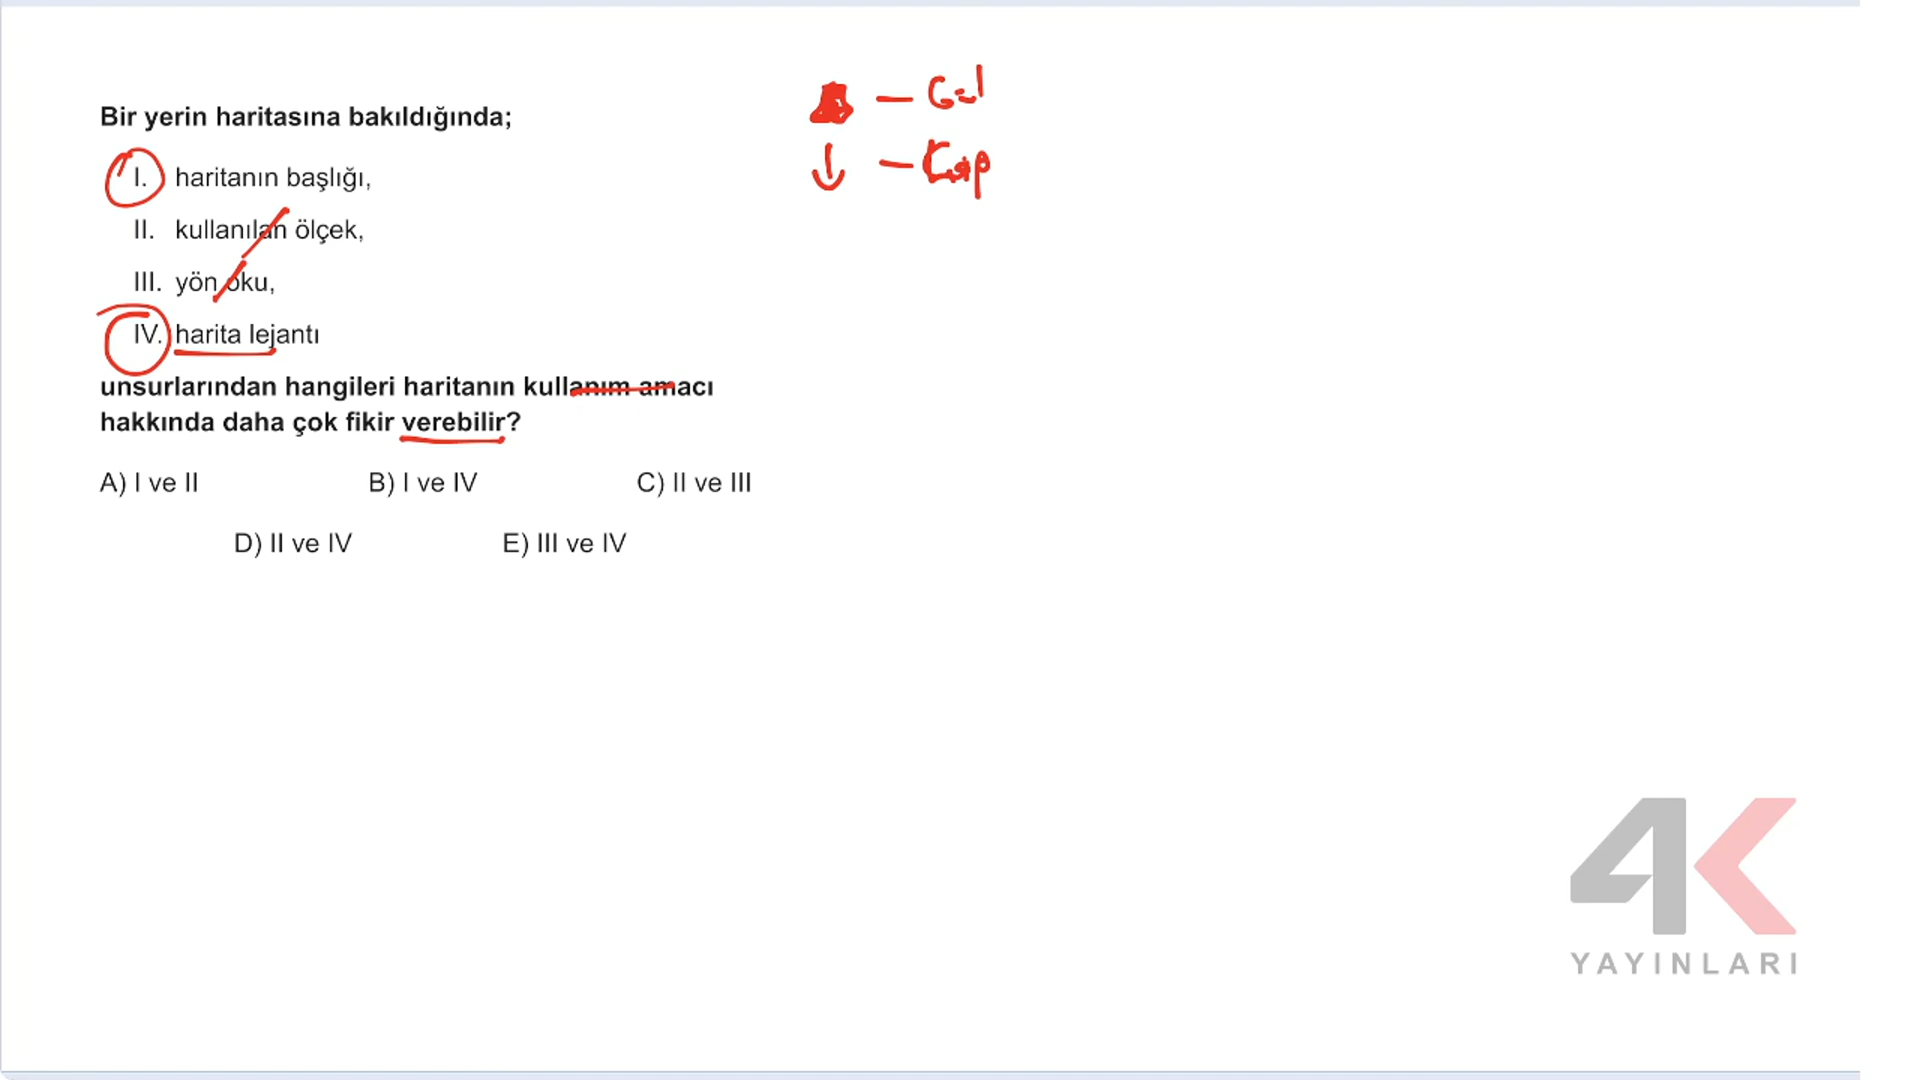 Bir yerin haritasına bakıldığında;
I. haritanın başlığı,
II. kullanılan ölçek,
III. yön oku,
IV. harita lejantı
unsurlarından hangileri haritanın kullanım amacı
hakkında daha çok fikir verebilir?
A) I ve II B) I ve IV C) II ve III
D) II ve IV E) III ve IV
4K
YAYINLARI